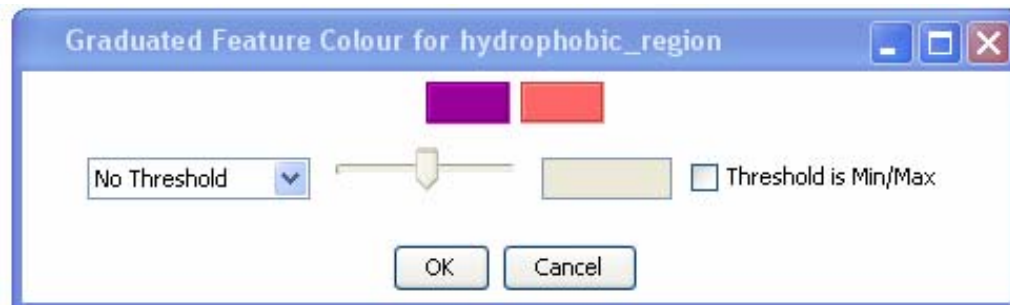 Graduated Feature Colour for hydrophobic_region
No Threshold Threshold is Min/Max
OK Cancel